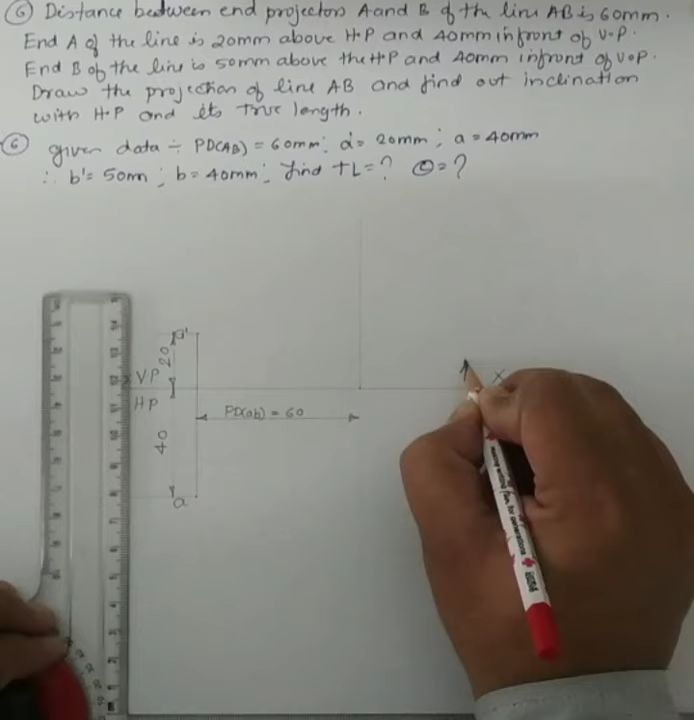 ⑥ Distance between end projectors A and B of the line AB is 60mm.
End A of the line is 20mm above H.P and 40mm infront of V.P.
End B of the line is 50mm above the H.P and 40mm infront of V.P.
Draw the projection of line AB and find out inclination
with H.P and its true length.
⑥ given data ÷ PD(AB) = 60mm; a' = 20mm; a = 40mm
∴ b' = 50mm; b = 40mm; find TL = ? θ = ?
a'
20
X VP
X
HP
PD(ab) = 60
40
a